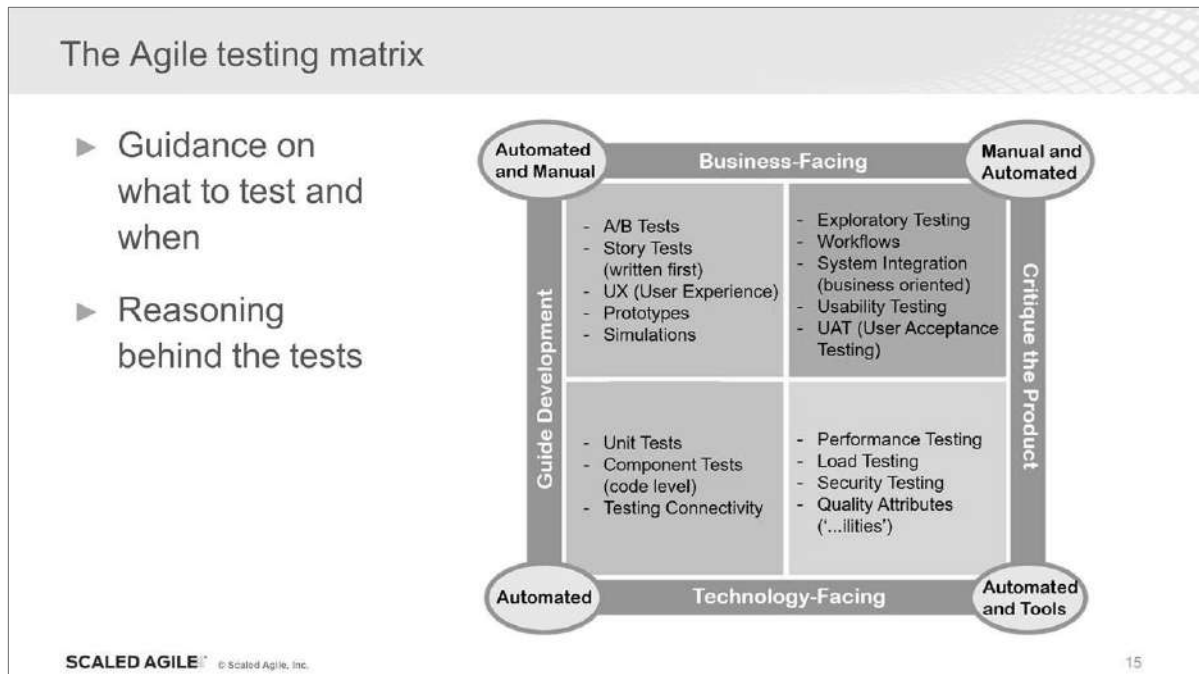 The Agile testing matrix
► Guidance on
what to test and
when
► Reasoning
behind the tests
Automated
and Manual
Business-Facing
Manual and
Automated
Guide Development
- A/B Tests
- Story Tests
(written first)
- UX (User Experience)
- Prototypes
- Simulations
- Exploratory Testing
- Workflows
- System Integration
(business oriented)
- Usability Testing
- UAT (User Acceptance
Testing)
Critique the Product
- Unit Tests
- Component Tests
(code level)
- Testing Connectivity
- Performance Testing
- Load Testing
- Security Testing
- Quality Attributes
('...ilities')
Automated
Technology-Facing
Automated
and Tools
SCALED AGILE © Scaled Agile, Inc.
15